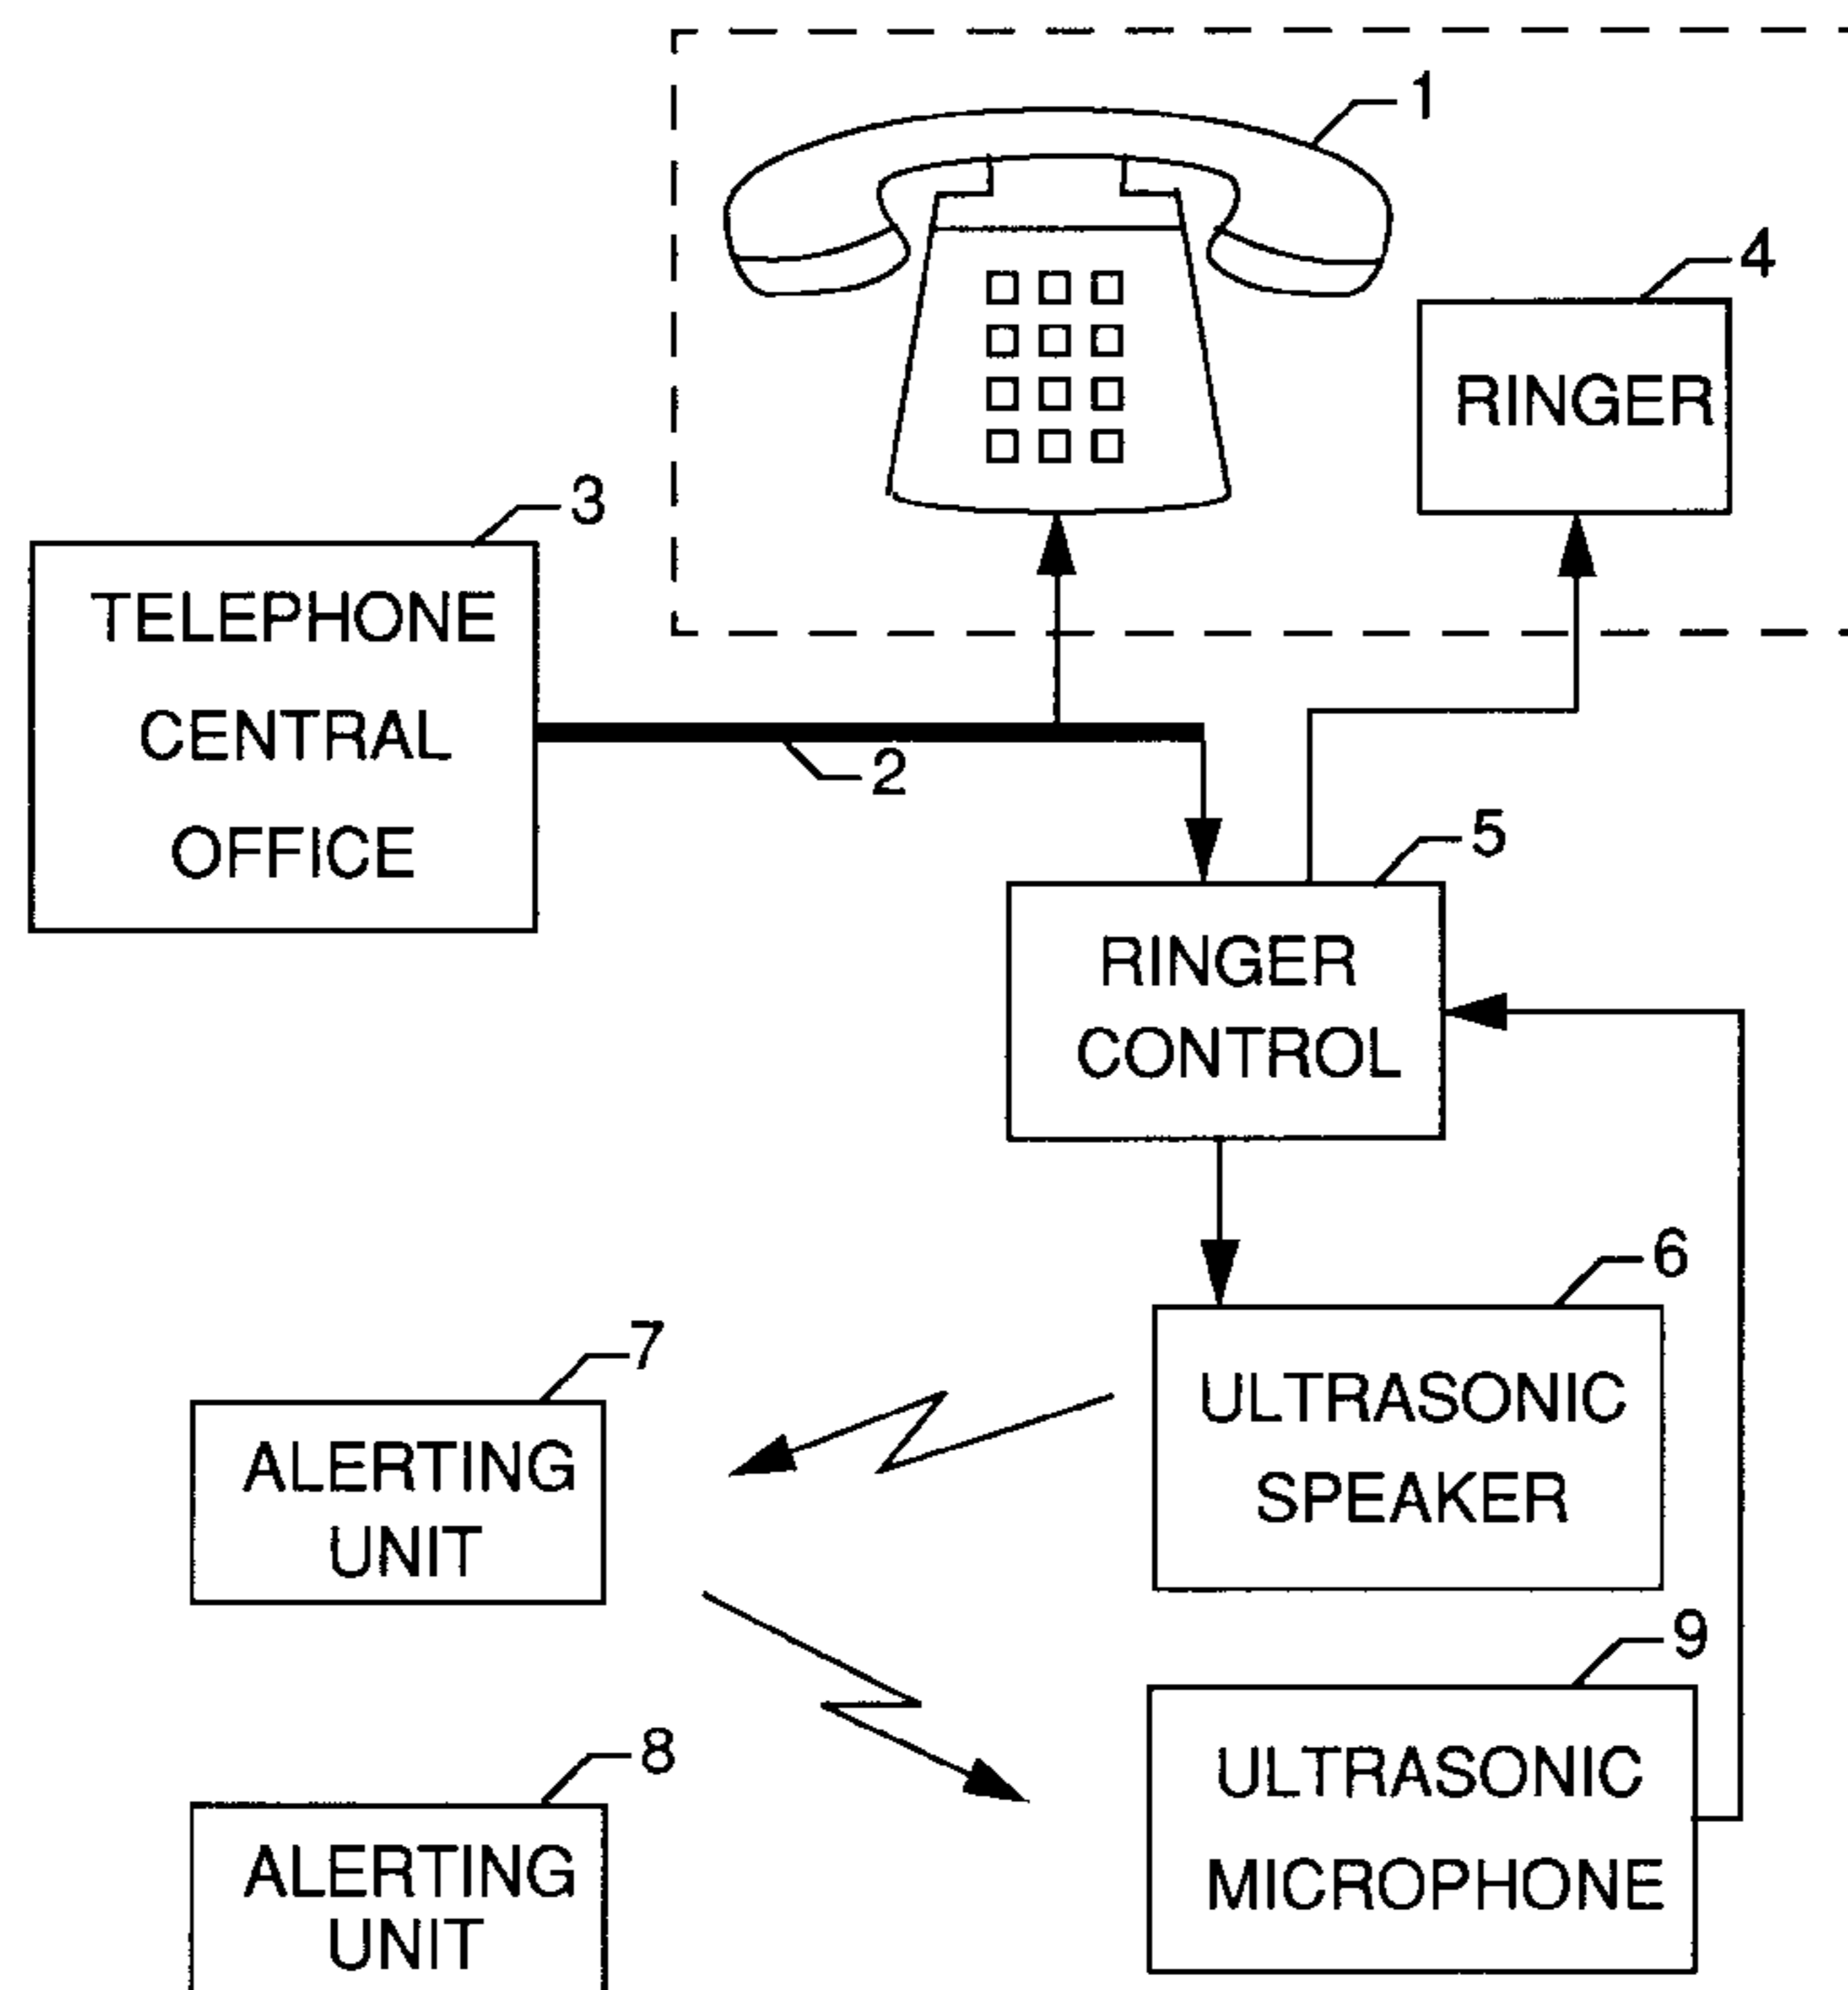 1
4
RINGER
3
TELEPHONE
CENTRAL
OFFICE
2
5
RINGER
CONTROL
6
7
ULTRASONIC
SPEAKER
ALERTING
UNIT
9
8
ULTRASONIC
MICROPHONE
ALERTING
UNIT